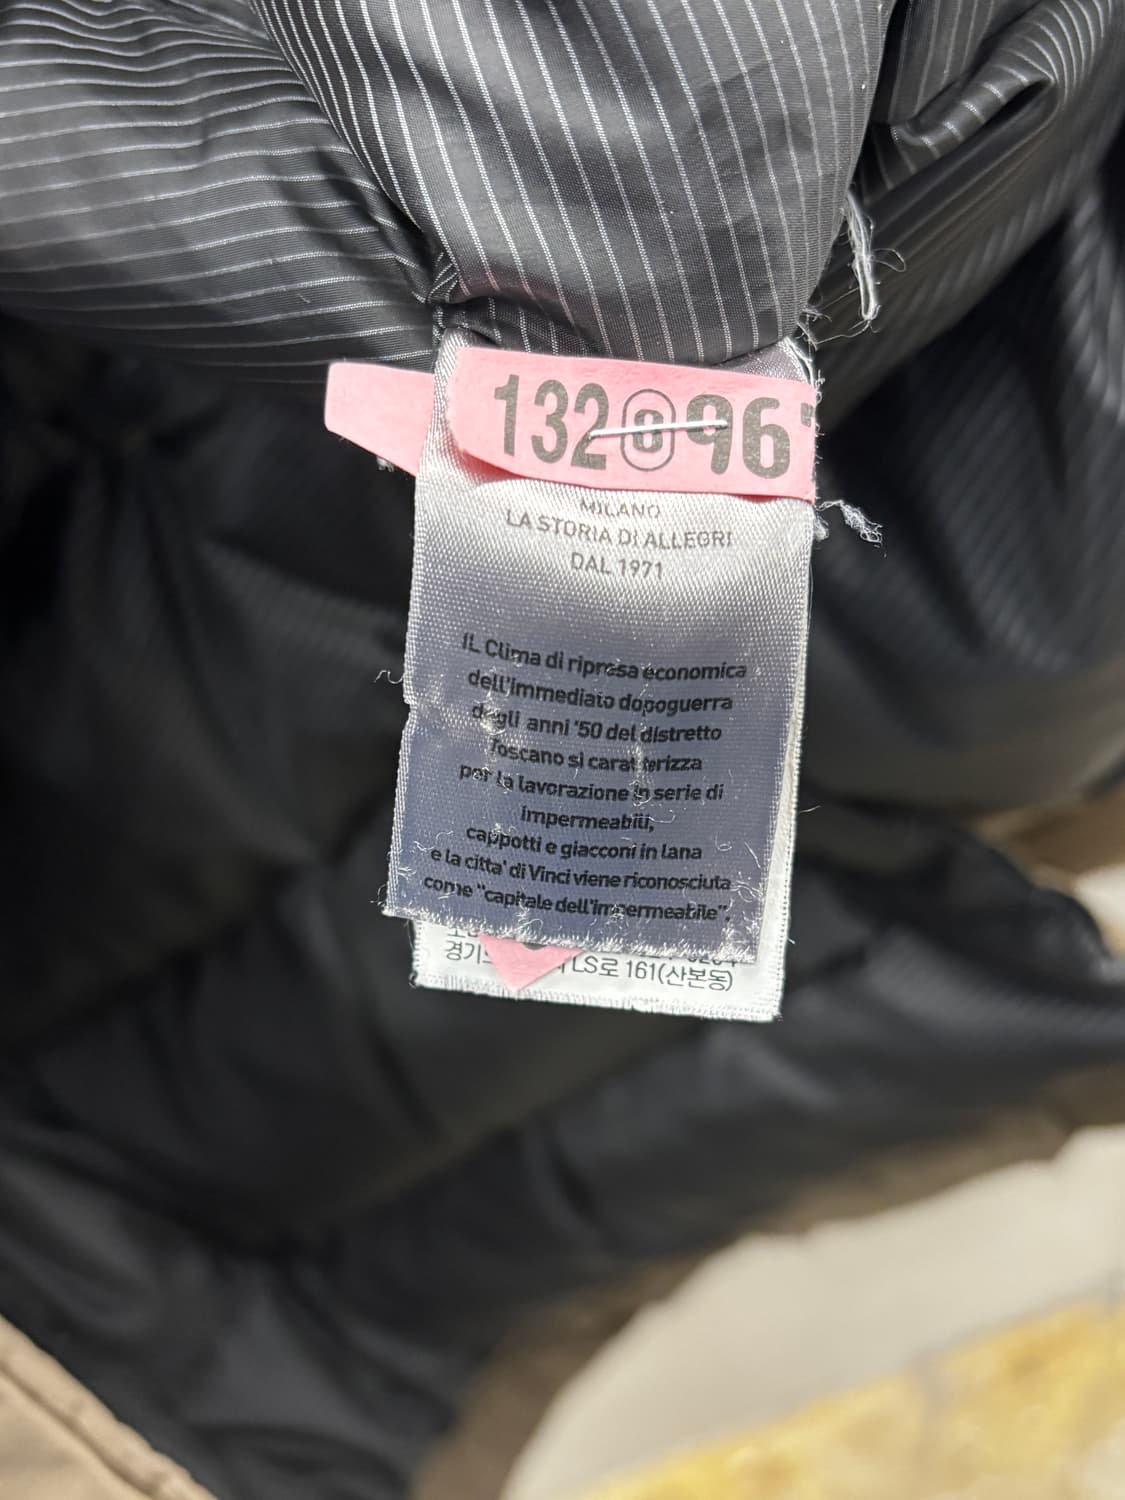 132 8 96
MILANO
LA STORIA DI ALLEGRI
DAL 1971
IL Clima di ripresa economica
dell'immediato dopoguerra
degli anni '50 del distretto
Toscano si caratterizza
per la lavorazione in serie di
impermeabili,
cappotti e giacconi in lana
e la citta' di Vinci viene riconosciuta
come "capitale dell'impermeabile".
LS로 161(산본동)